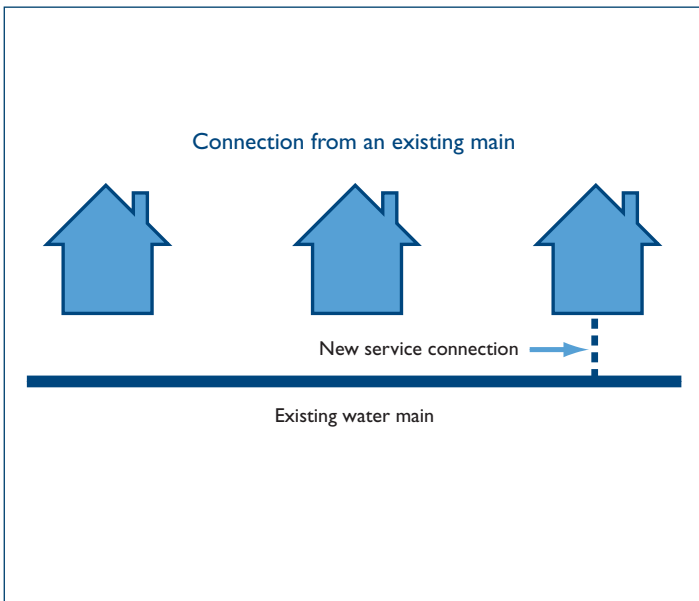 Connection from an existing main
New service connection
Existing water main